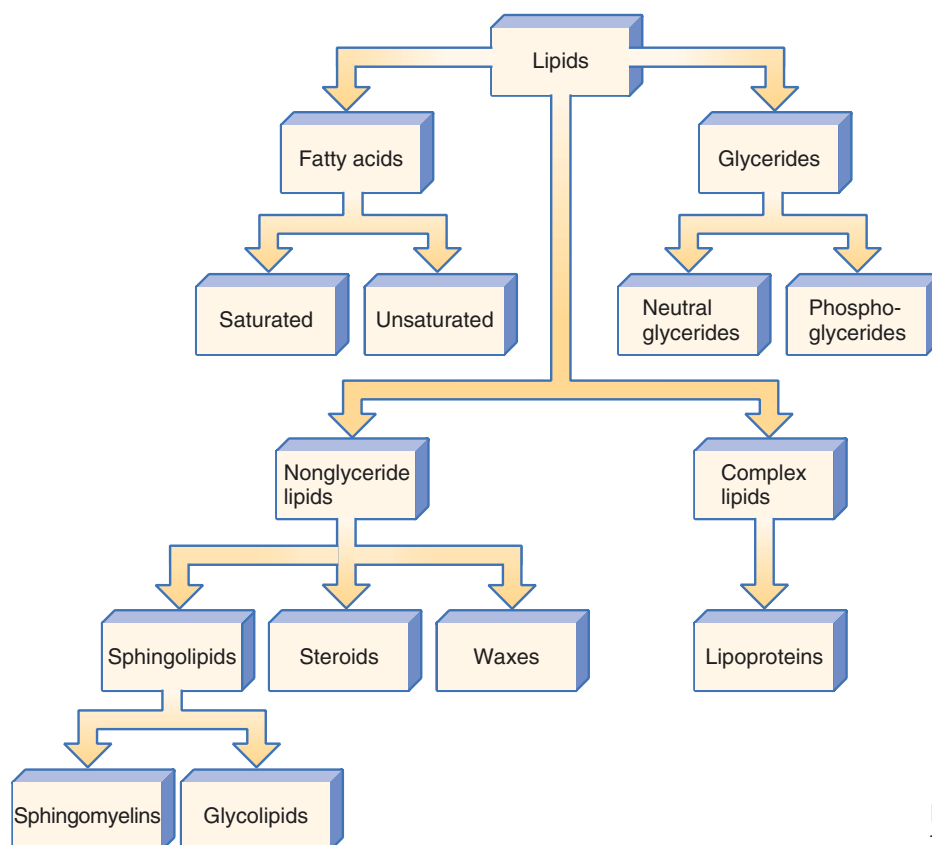 Lipids
Fatty acids
Glycerides
Saturated
Unsaturated
Neutral
glycerides
Phospho-
glycerides
Nonglyceride
lipids
Complex
lipids
Sphingolipids
Steroids
Waxes
Lipoproteins
Sphingomyelins
Glycolipids